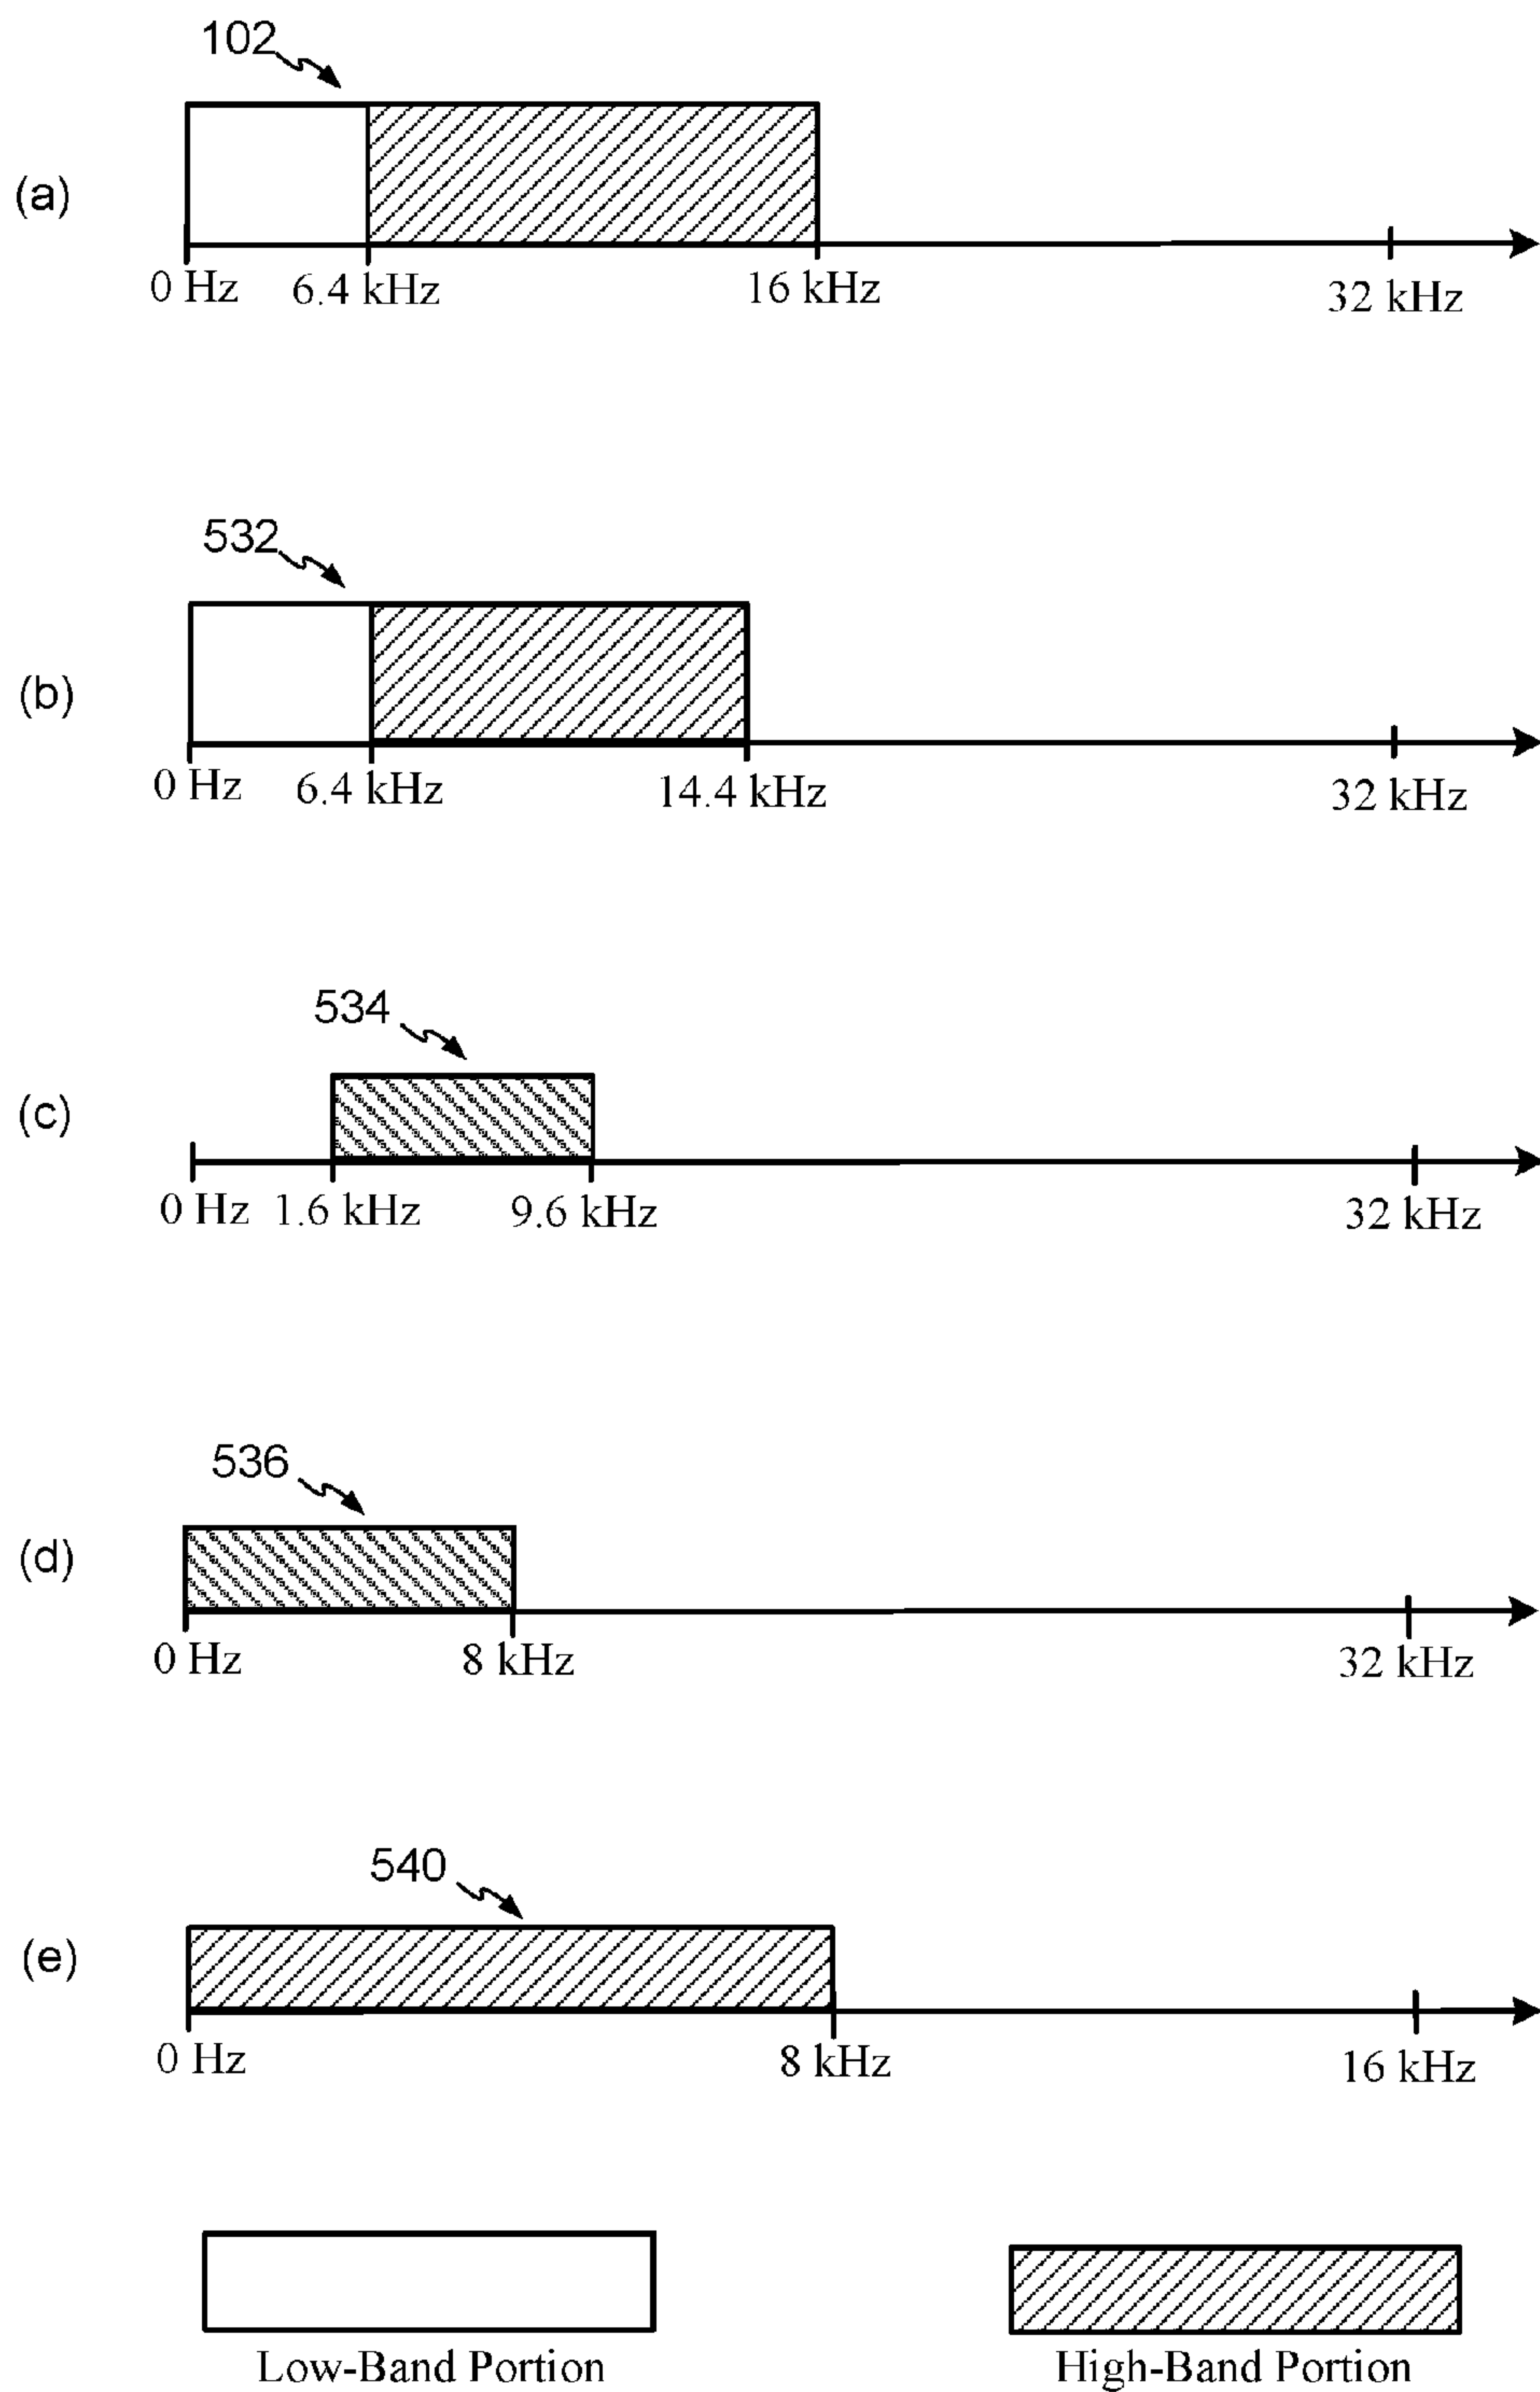 102
(a)
0 Hz 6.4 kHz 16 kHz 32 kHz
532
(b)
0 Hz 6.4 kHz 14.4 kHz 32 kHz
534
(c)
0 Hz 1.6 kHz 9.6 kHz 32 kHz
536
(d)
0 Hz 8 kHz 32 kHz
540
(e)
0 Hz 8 kHz 16 kHz
Low-Band Portion High-Band Portion